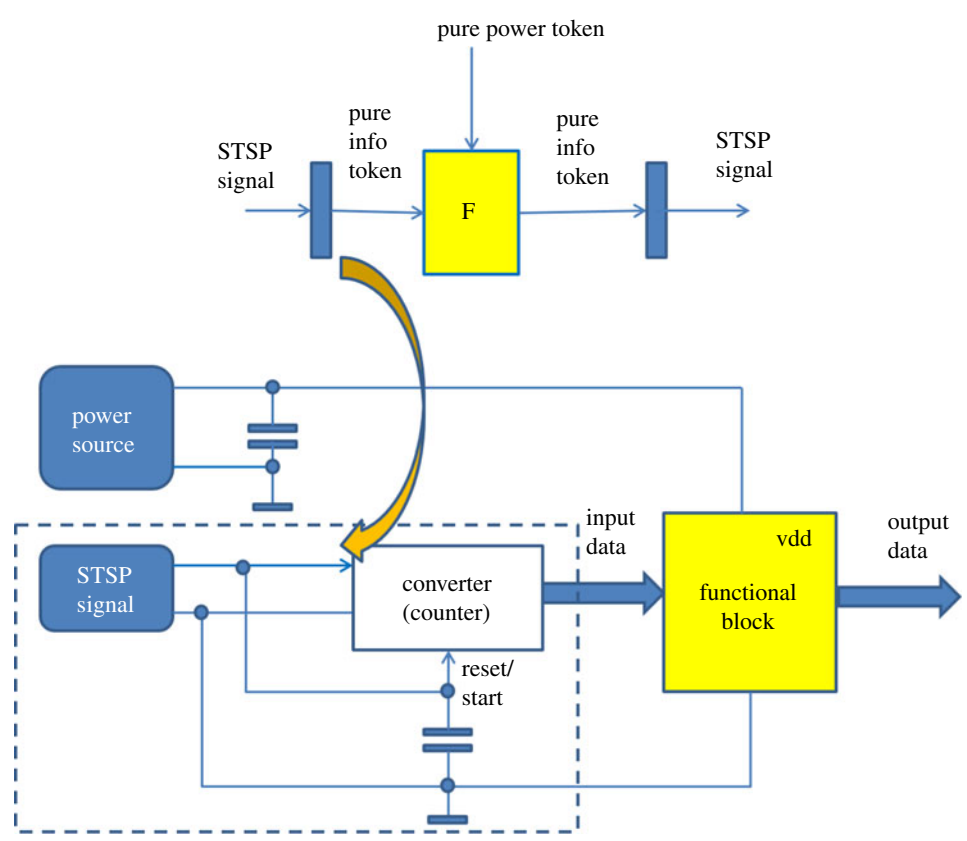 pure power token
pure
info
token
pure
info
token
STSP
signal
STSP
signal
F
power
source
input
data
output
data
vdd
STSP
signal
converter
(counter)
functional
block
reset/
start